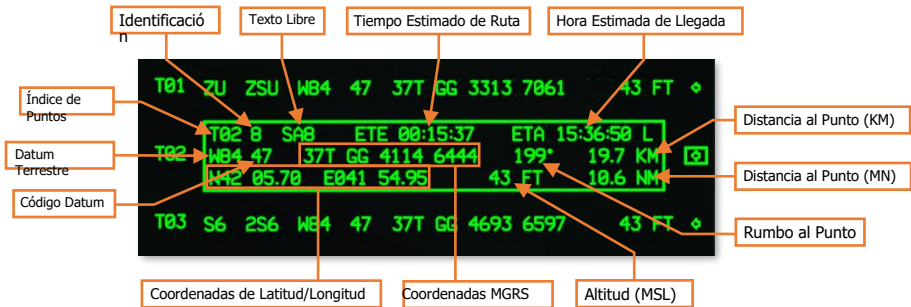 Identificació
n
Texto Libre
Tiempo Estimado de Ruta
Hora Estimada de Llegada
T01 ZU ZSU W84 47 37T GG 3313 7061 43 FT
Índice de
Puntos
T02 8 SA8 ETE 00:15:37 ETA 15:36:50 L
Distancia al Punto (KM)
Datum
Terrestre
T02 W84 47 37T GG 4114 6444 199° 19.7 KM
N42 05.70 E041 54.95 43 FT 10.6 NM
Distancia al Punto (MN)
Código Datum
T03 S6 2S6 W84 47 37T GG 4693 6597 43 FT
Rumbo al Punto
Coordenadas de Latitud/Longitud
Coordenadas MGRS
Altitud (MSL)